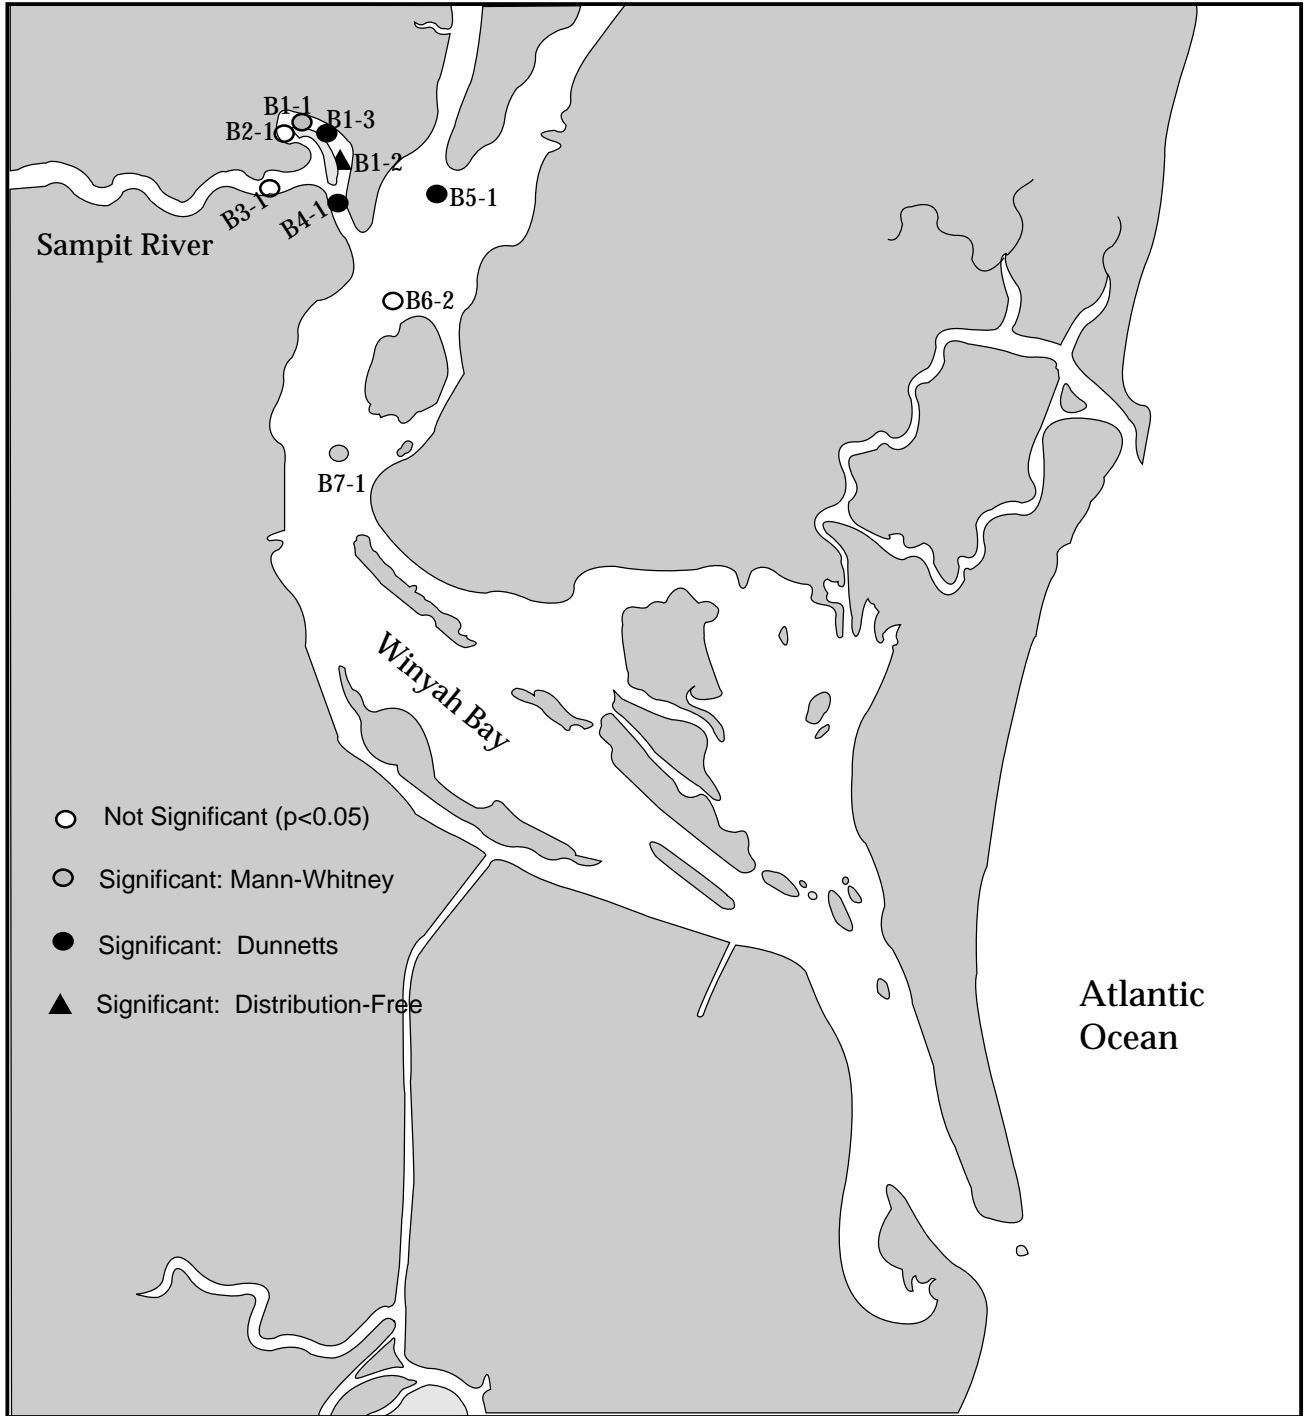 B1-1
B1-3
B2-1
B1-2
B3-1
B4-1
B5-1
Sampit River
B6-2
B7-1
Winyah Bay
Not Significant (p<0.05)
Significant: Mann-Whitney
Significant: Dunnetts
Significant: Distribution-Free
Atlantic
Ocean